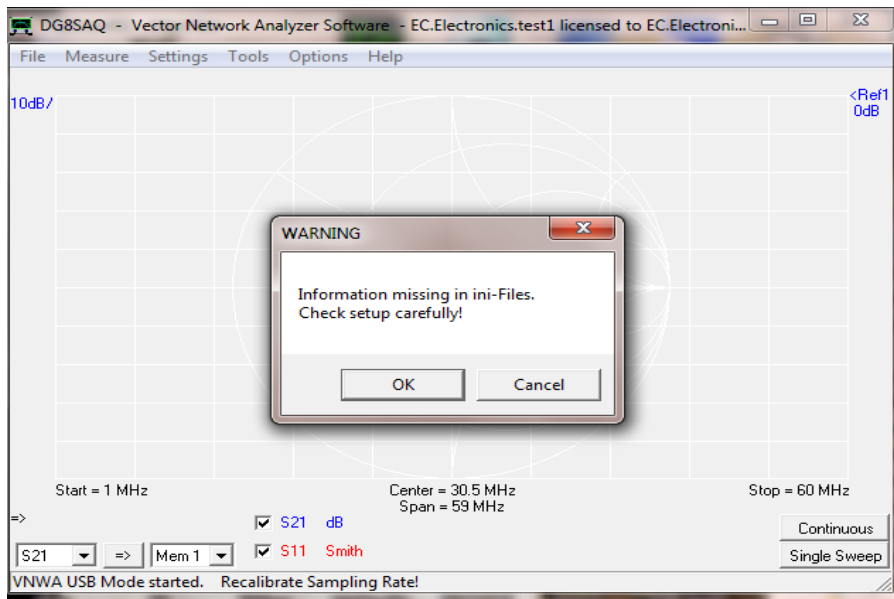 DG8SAQ - Vector Network Analyzer Software - EC.Electronics.test1 licensed to EC.Electroni...
File Measure Settings Tools Options Help
10dB/
<Ref1
0dB
WARNING
Information missing in ini-Files.
Check setup carefully!
OK Cancel
Start = 1 MHz Center = 30.5 MHz Stop = 60 MHz
Span = 59 MHz
=>
S21 dB
Continuous
S21 => Mem 1 S11 Smith Single Sweep
VNWA USB Mode started. Recalibrate Sampling Rate!